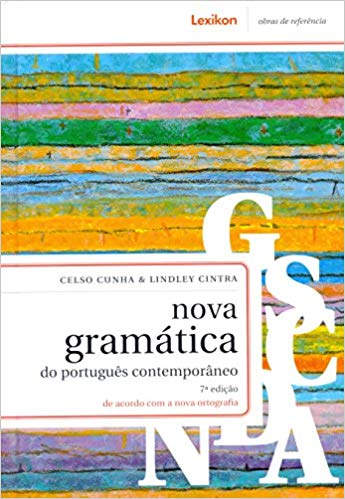 Lexikon
obras de referência
CELSO CUNHA & LINDLEY CINTRA
nova
gramática
do português contemporâneo
7ª edição
de acordo com a nova ortografia
G
S
C
N D A